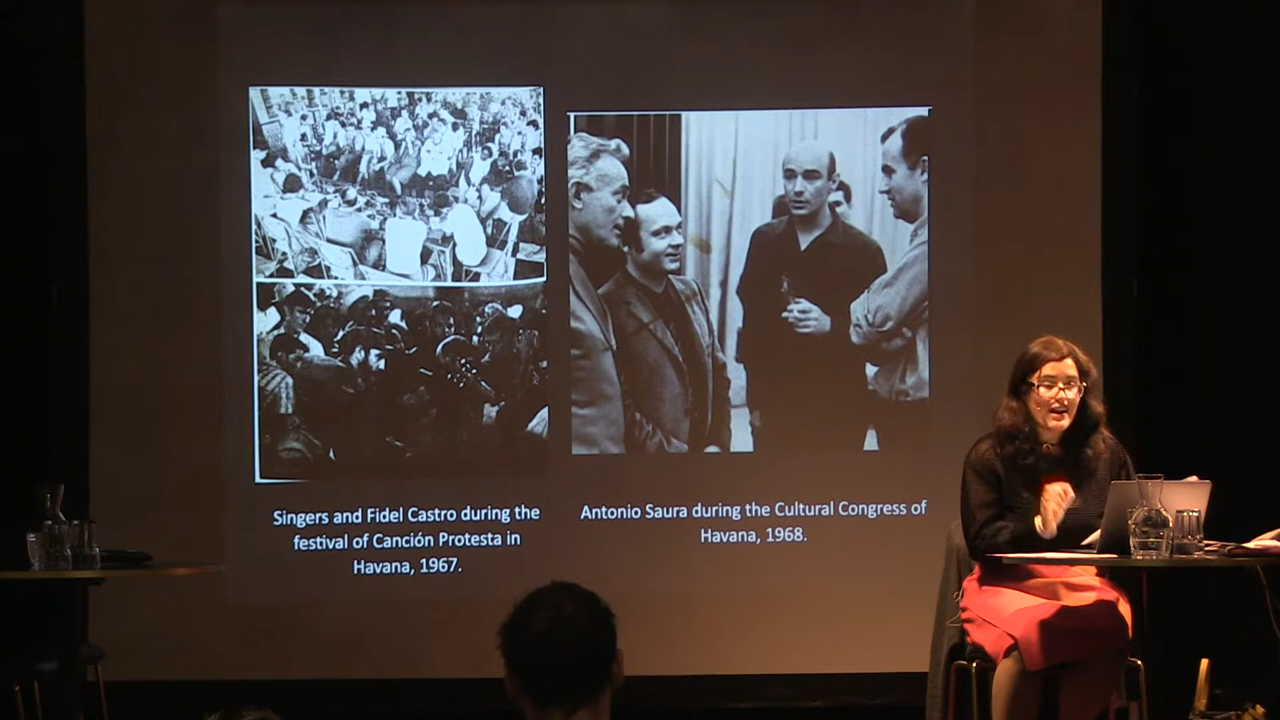 Singers and Fidel Castro during the
festival of Canción Protesta in
Havana, 1967.
Antonio Saura during the Cultural Congress of
Havana, 1968.